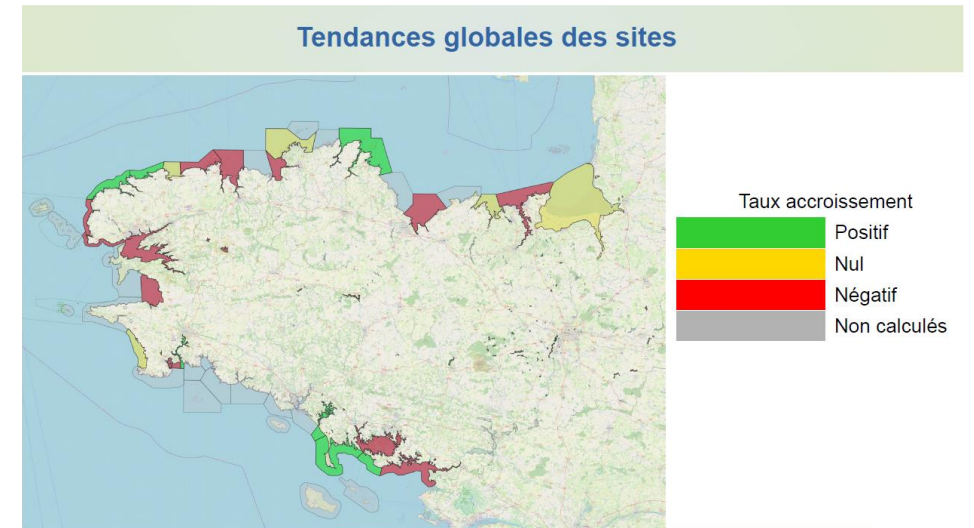 Tendances globales des sites
Taux accroissement
Positif
Nul
Négatif
Non calculés